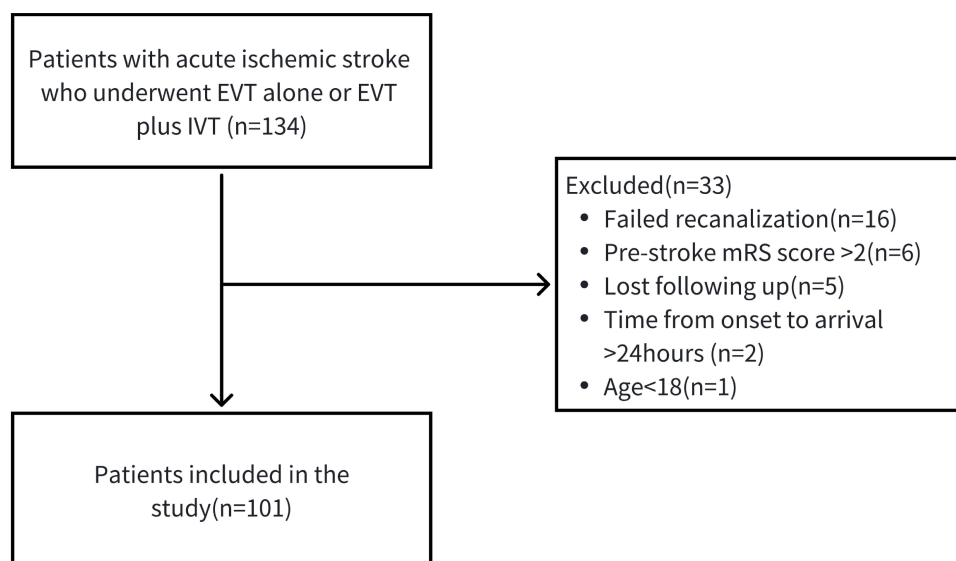 Patients with acute ischemic stroke
who underwent EVT alone or EVT
plus IVT (n=134)
Excluded(n=33)
• Failed recanalization(n=16)
• Pre-stroke mRS score >2(n=6)
• Lost following up(n=5)
• Time from onset to arrival
>24hours (n=2)
• Age<18(n=1)
Patients included in the
study(n=101)